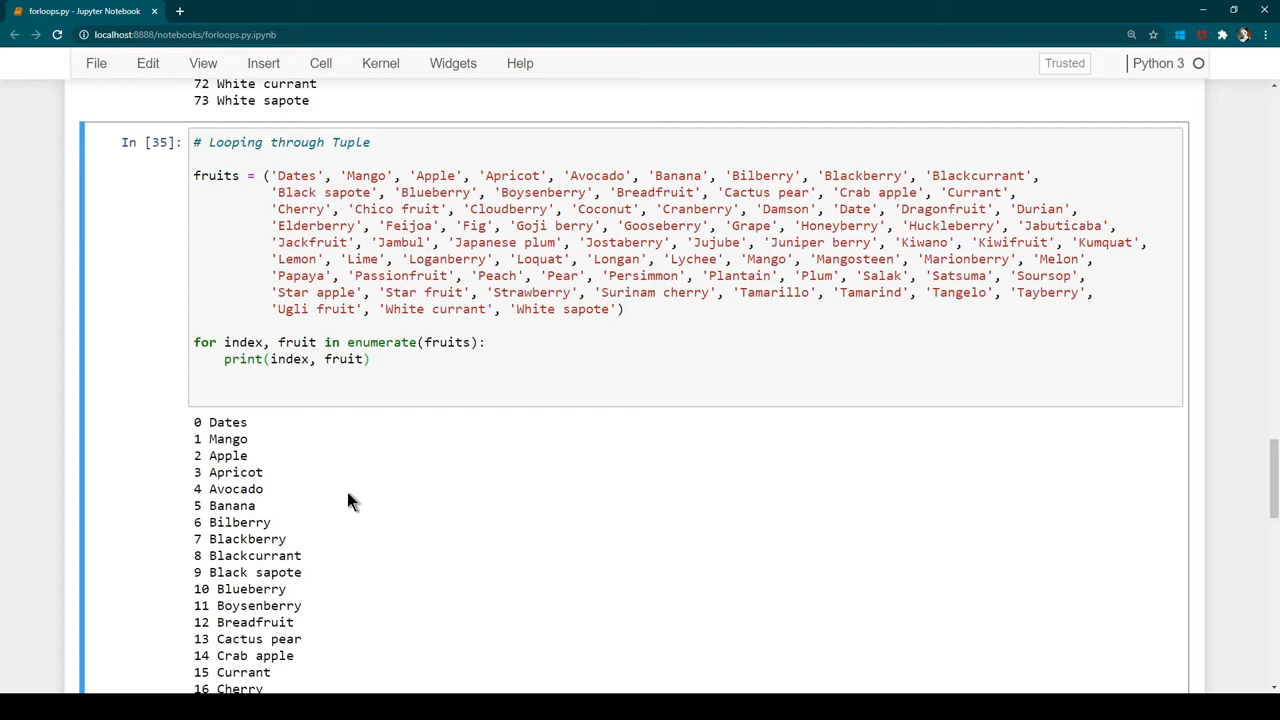 forloops.py - Jupyter Notebook
localhost:8888/notebooks/forloops.py.ipynb
File Edit View Insert Cell Kernel Widgets Help Trusted Python 3
72 White currant
73 White sapote
In [35]: # Looping through Tuple
fruits = ('Dates', 'Mango', 'Apple', 'Apricot', 'Avocado', 'Banana', 'Bilberry', 'Blackberry', 'Blackcurrant',
'Black sapote', 'Blueberry', 'Boysenberry', 'Breadfruit', 'Cactus pear', 'Crab apple', 'Currant',
'Cherry', 'Chico fruit', 'Cloudberry', 'Coconut', 'Cranberry', 'Damson', 'Date', 'Dragonfruit', 'Durian',
'Elderberry', 'Feijoa', 'Fig', 'Goji berry', 'Gooseberry', 'Grape', 'Honeyberry', 'Huckleberry', 'Jabuticaba',
'Jackfruit', 'Jambul', 'Japanese plum', 'Jostaberry', 'Jujube', 'Juniper berry', 'Kiwano', 'Kiwifruit', 'Kumquat',
'Lemon', 'Lime', 'Loganberry', 'Loquat', 'Longan', 'Lychee', 'Mango', 'Mangosteen', 'Marionberry', 'Melon',
'Papaya', 'Passionfruit', 'Peach', 'Pear', 'Persimmon', 'Plantain', 'Plum', 'Salak', 'Satsuma', 'Soursop',
'Star apple', 'Star fruit', 'Strawberry', 'Surinam cherry', 'Tamarillo', 'Tamarind', 'Tangelo', 'Tayberry',
'Ugli fruit', 'White currant', 'White sapote')
for index, fruit in enumerate(fruits):
print(index, fruit)
0 Dates
1 Mango
2 Apple
3 Apricot
4 Avocado
5 Banana
6 Bilberry
7 Blackberry
8 Blackcurrant
9 Black sapote
10 Blueberry
11 Boysenberry
12 Breadfruit
13 Cactus pear
14 Crab apple
15 Currant
16 Cherry